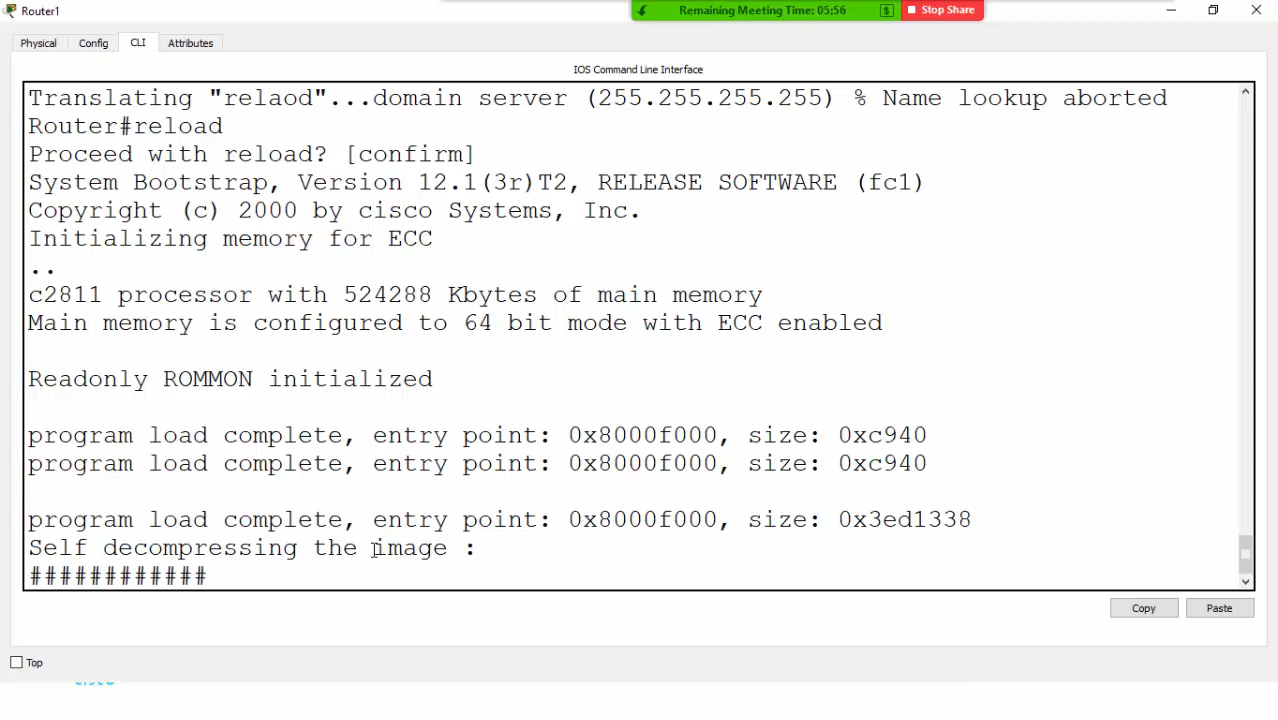 Router1
Remaining Meeting Time: 05:56
$
Stop Share
Physical
Config
CLI
Attributes
IOS Command Line Interface
Translating "relaod"...domain server (255.255.255.255) % Name lookup aborted
Router#reload
Proceed with reload? [confirm]
System Bootstrap, Version 12.1(3r)T2, RELEASE SOFTWARE (fc1)
Copyright (c) 2000 by cisco Systems, Inc.
Initializing memory for ECC
..
c2811 processor with 524288 Kbytes of main memory
Main memory is configured to 64 bit mode with ECC enabled
Readonly ROMMON initialized
program load complete, entry point: 0x8000f000, size: 0xc940
program load complete, entry point: 0x8000f000, size: 0xc940
program load complete, entry point: 0x8000f000, size: 0x3ed1338
Self decompressing the image :
############
Copy
Paste
Top